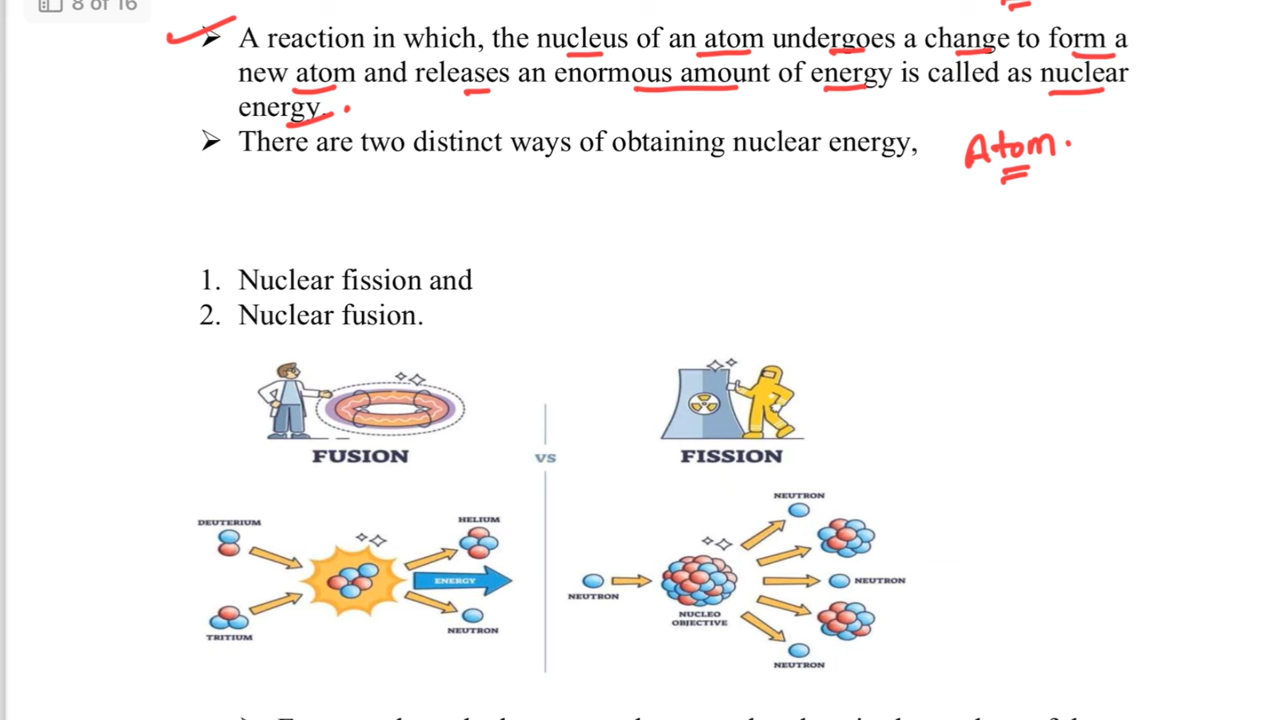 8 of 16
➤ A reaction in which, the nucleus of an atom undergoes a change to form a
new atom and releases an enormous amount of energy is called as nuclear
energy.
➤ There are two distinct ways of obtaining nuclear energy,
Atom.
1. Nuclear fission and
2. Nuclear fusion.
FUSION
VS
FISSION
DEUTERIUM
TRITIUM
HELIUM
ENERGY
NEUTRON
NEUTRON
NUCLEO
OBJECTIVE
NEUTRON
NEUTRON
NEUTRON